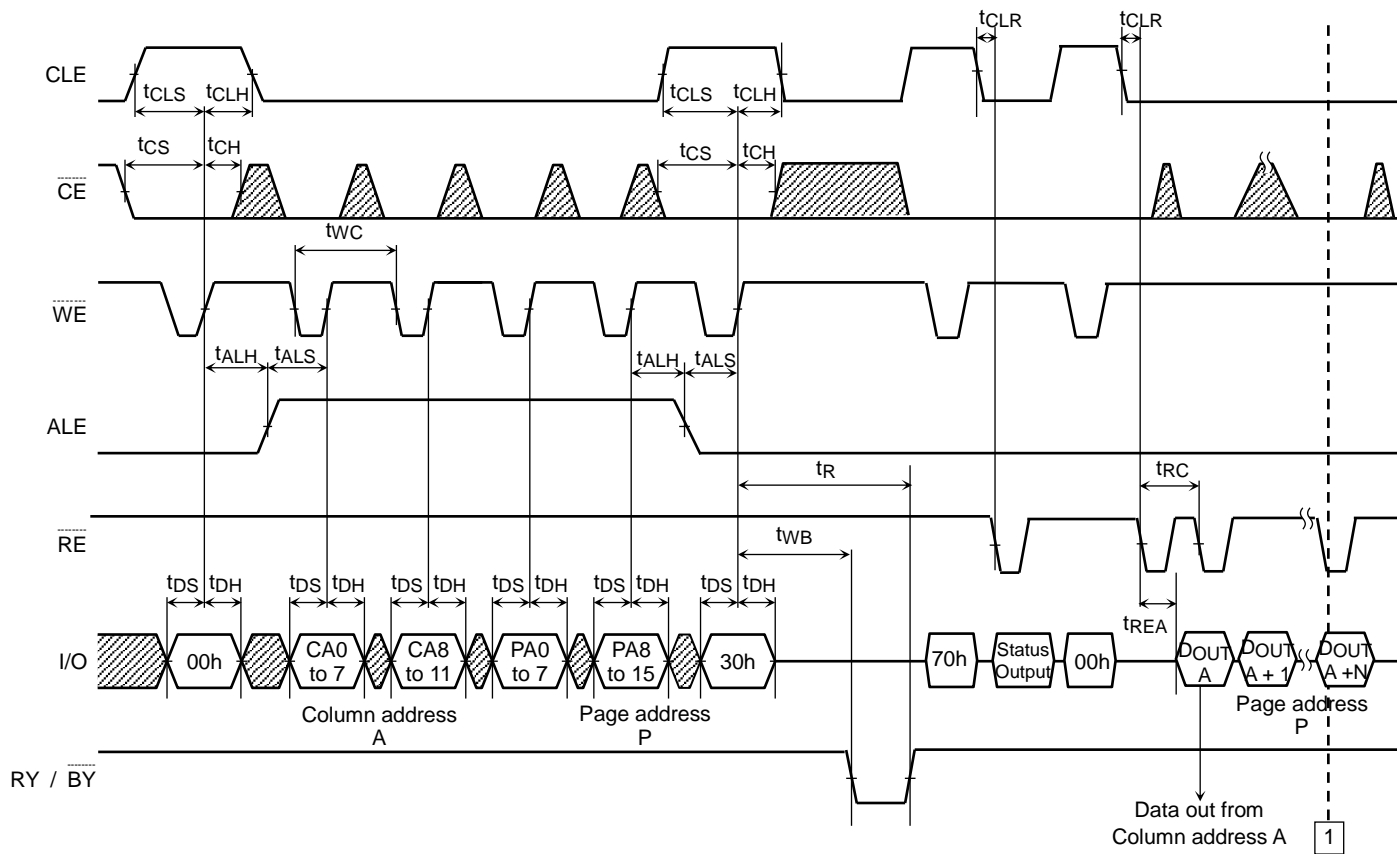 tCLR tCLR
CLE
tCLS tCLH tCLS tCLH
tCS tCH tCS tCH
CE
tWC
WE
tALH tALS tALH tALS
ALE
tR
tRC
RE
tWB
tDS tDH tDS tDH tDS tDH tDS tDH tDS tDH tDS tDH
tREA
I/O
00h
CA0
to 7
CA8
to 11
PA0
to 7
PA8
to 15
30h
70h
Status
Output
00h
DOUT
A
DOUT
A + 1
DOUT
A +N
Column address
A
Page address
P
Page address
P
RY / BY
Data out from
Column address A
1